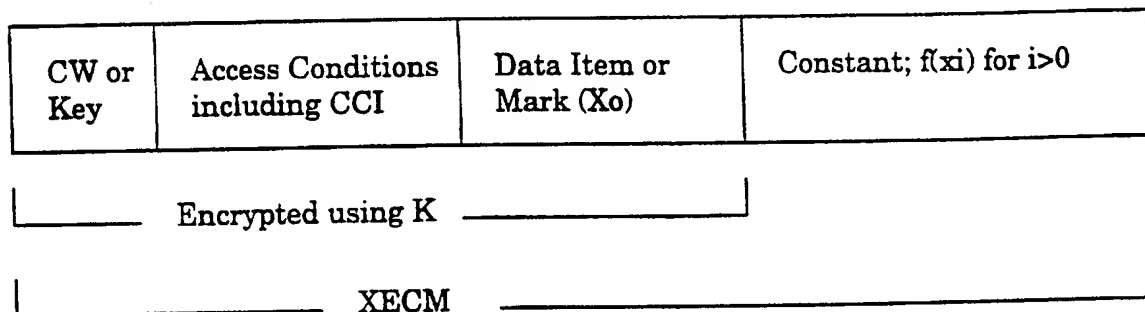 CW or
Key
Access Conditions
including CCI
Data Item or
Mark (Xo)
Constant; f(xi) for i>0
Encrypted using K
XECM